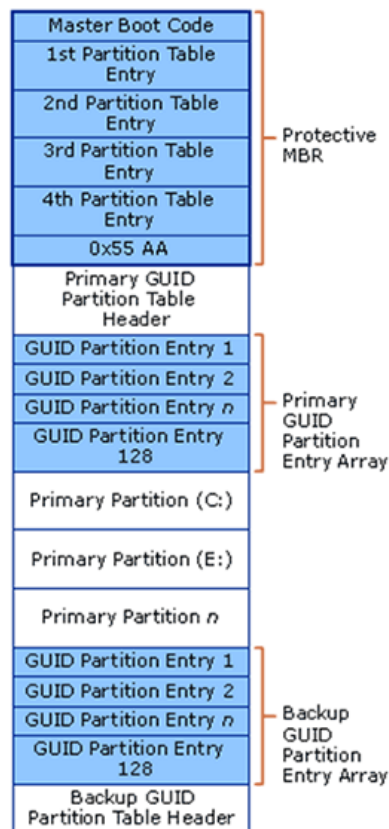 Master Boot Code
1st Partition Table
Entry
2nd Partition Table
Entry
3rd Partition Table
Entry
4th Partition Table
Entry
0x55 AA
Protective
MBR
Primary GUID
Partition Table
Header
GUID Partition Entry 1
GUID Partition Entry 2
GUID Partition Entry n
GUID Partition Entry
128
Primary
GUID
Partition
Entry Array
Primary Partition (C:)
Primary Partition (E:)
Primary Partition n
GUID Partition Entry 1
GUID Partition Entry 2
GUID Partition Entry n
GUID Partition Entry
128
Backup
GUID
Partition
Entry Array
Backup GUID
Partition Table Header